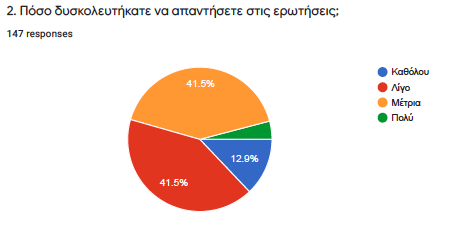 2. Πόσο δυσκολευτήκατε να απαντήσετε στις ερωτήσεις;
147 responses
Καθόλου
Λίγο
Μέτρια
Πολύ
41.5%
12.9%
41.5%